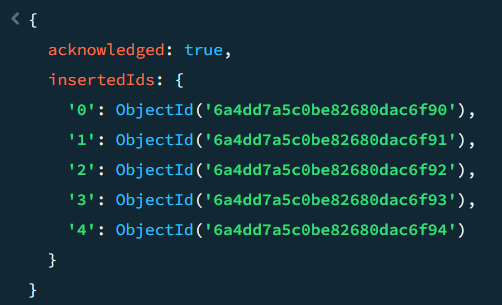 {
acknowledged: true,
insertedIds: {
'0': ObjectId('6a4dd7a5c0be82680dac6f90'),
'1': ObjectId('6a4dd7a5c0be82680dac6f91'),
'2': ObjectId('6a4dd7a5c0be82680dac6f92'),
'3': ObjectId('6a4dd7a5c0be82680dac6f93'),
'4': ObjectId('6a4dd7a5c0be82680dac6f94')
}
}